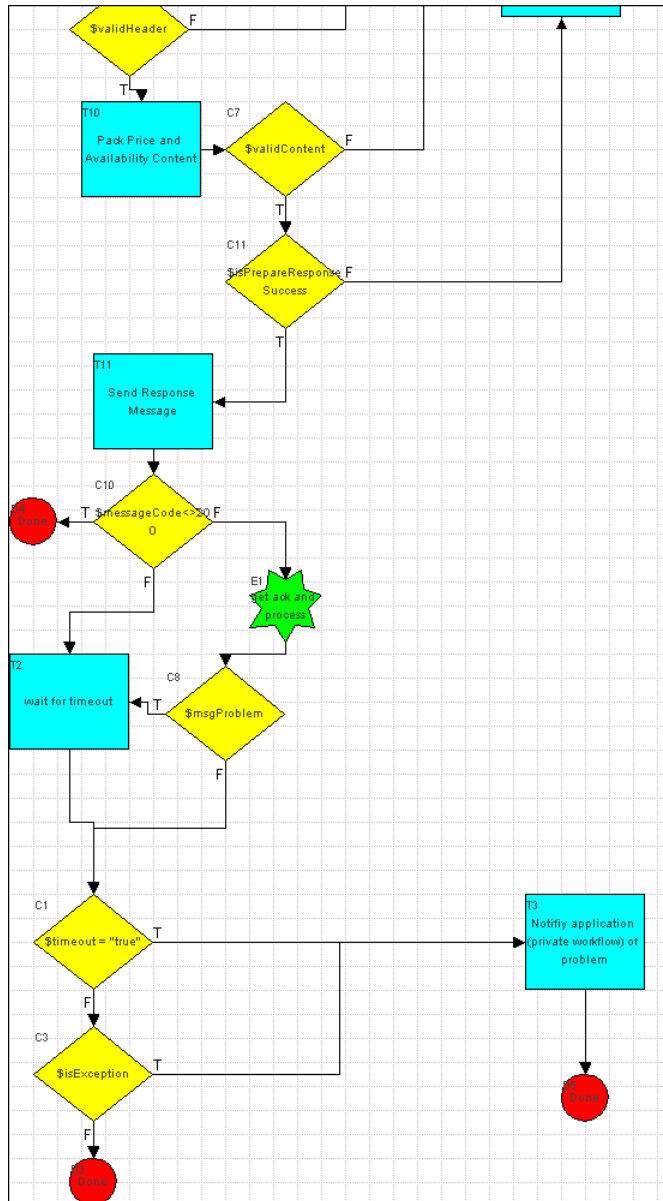 $validHeader
F
T
T10
Pack Price and
Availability Content
C7
$validContent
F
T
C11
$isPrepareResponse
Success
F
T
T11
Send Response
Message
C10
$messageCode<>20
0
T
F
F
Done
E1
get ack and
process
T2
wait for timeout
C8
$msgProblem
T
F
C1
$timeout = "true"
T
F
T3
Notifiy application
(private workflow) of
problem
C3
$isException
T
F
Done
Done